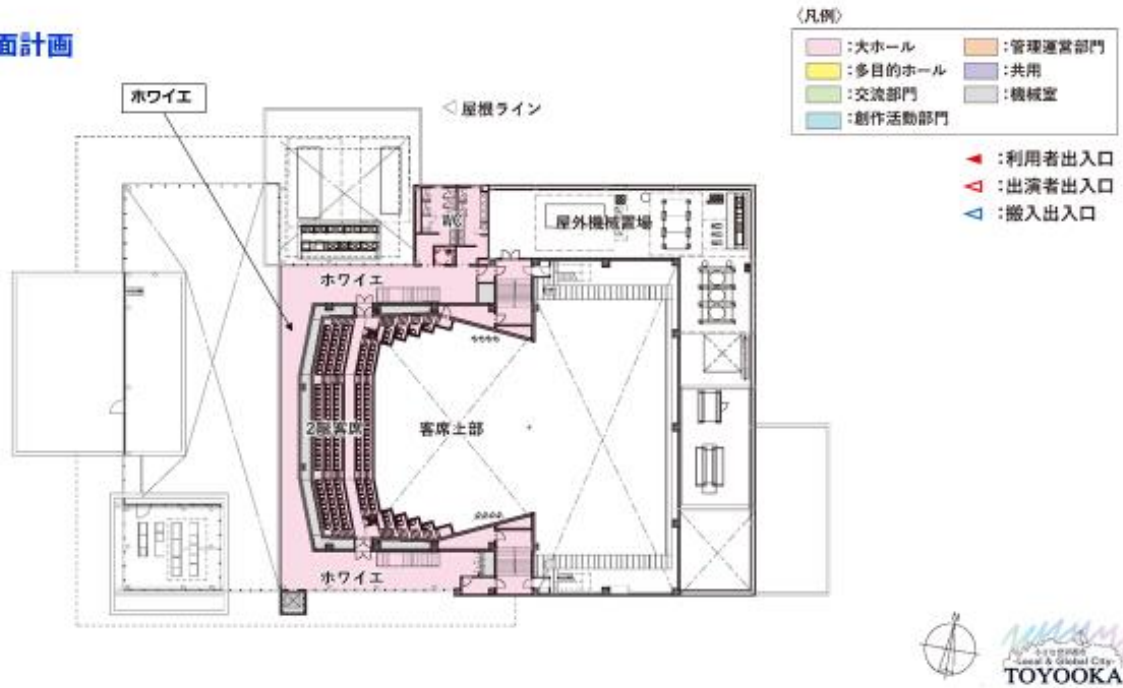 面計画
〈凡例〉
:大ホール
:管理運営部門
:多目的ホール
:共用
:交流部門
:機械室
:創作活動部門
:利用者出入口
:出演者出入口
:搬入出入口
ホワイエ
◁ 屋根ライン
WC
屋外機械置場
ホワイエ
2階客席
客席上部
ホワイエ
-Local & Global City-
TOYOOKA